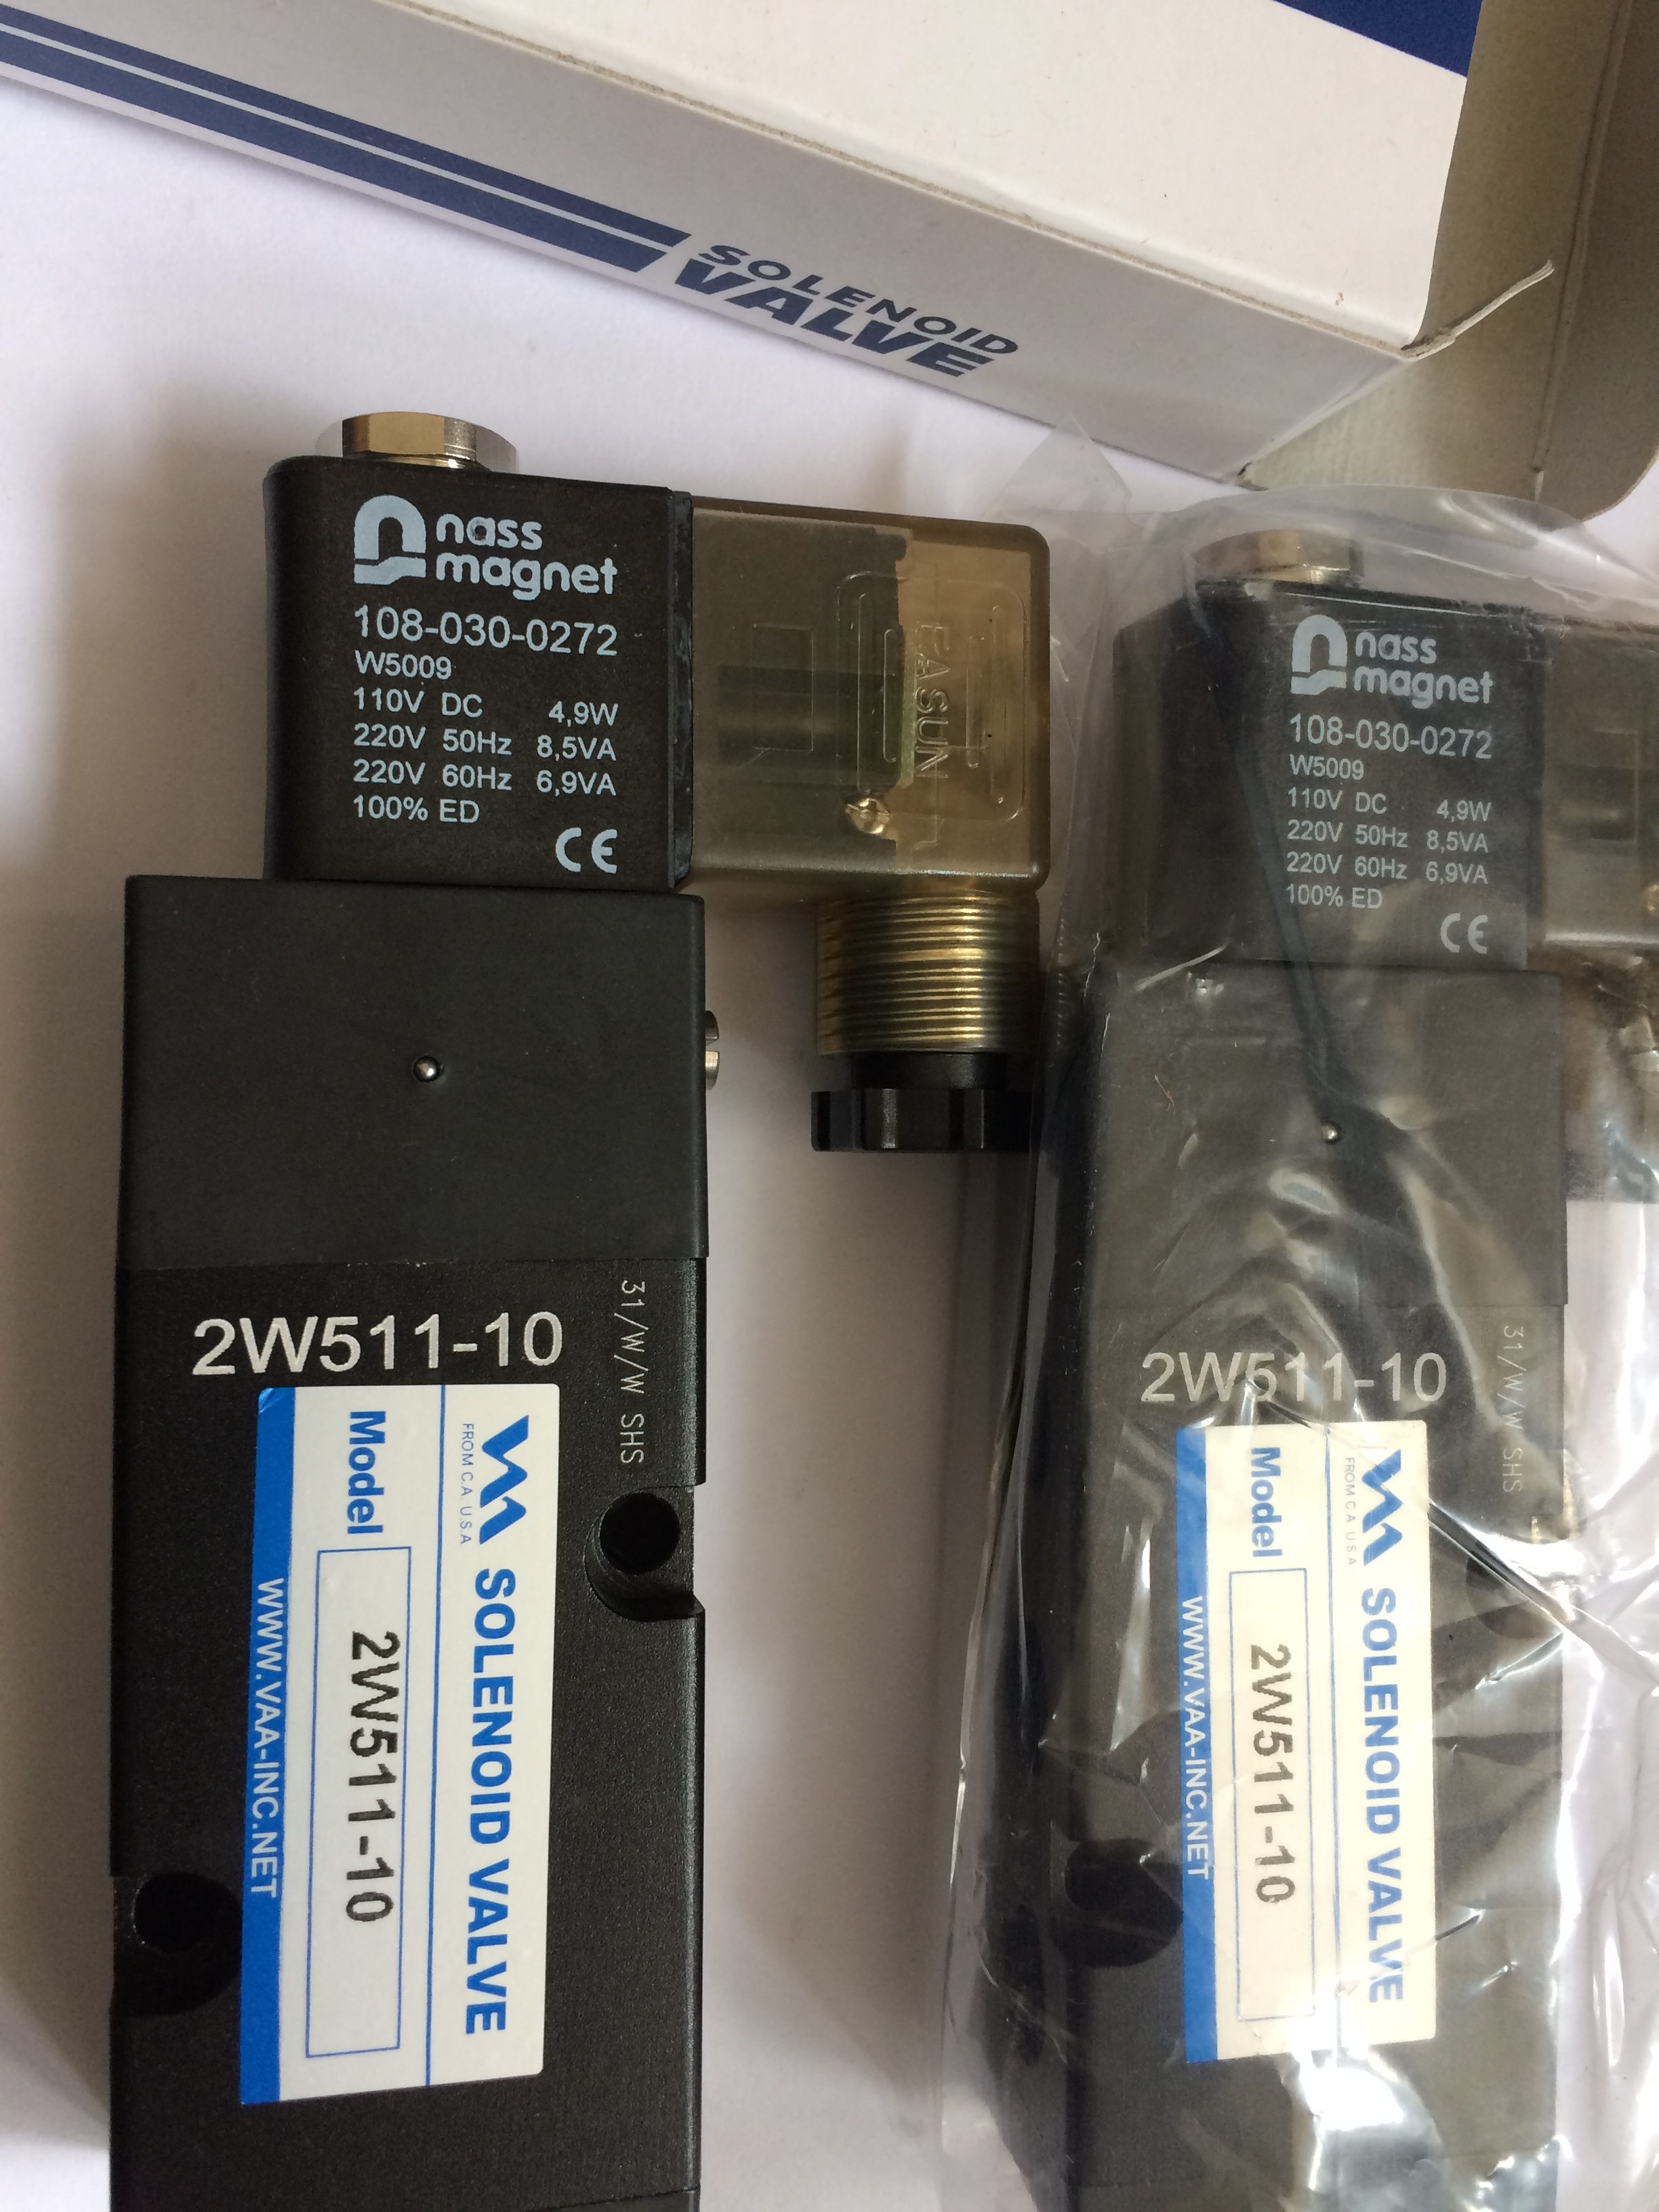 SOLENOID
VALVE
nass
magnet
108-030-0272
W5009
110V DC 4,9W
220V 50Hz 8,5VA
220V 60Hz 6,9VA
100% ED
CE
EASUN
2W511-10
31/W/W SHS
FROM C.A. U.S.A
SOLENOID VALVE
Model 2W511-10
WWW.VAA-INC.NET
nass
magnet
108-030-0272
W5009
110V DC 4,9W
220V 50Hz 8,5VA
220V 60Hz 6,9VA
100% ED
CE
2W511-10
31/W/W SHS
FROM C.A. U.S.A
SOLENOID VALVE
Model 2W511-10
WWW.VAA-INC.NET